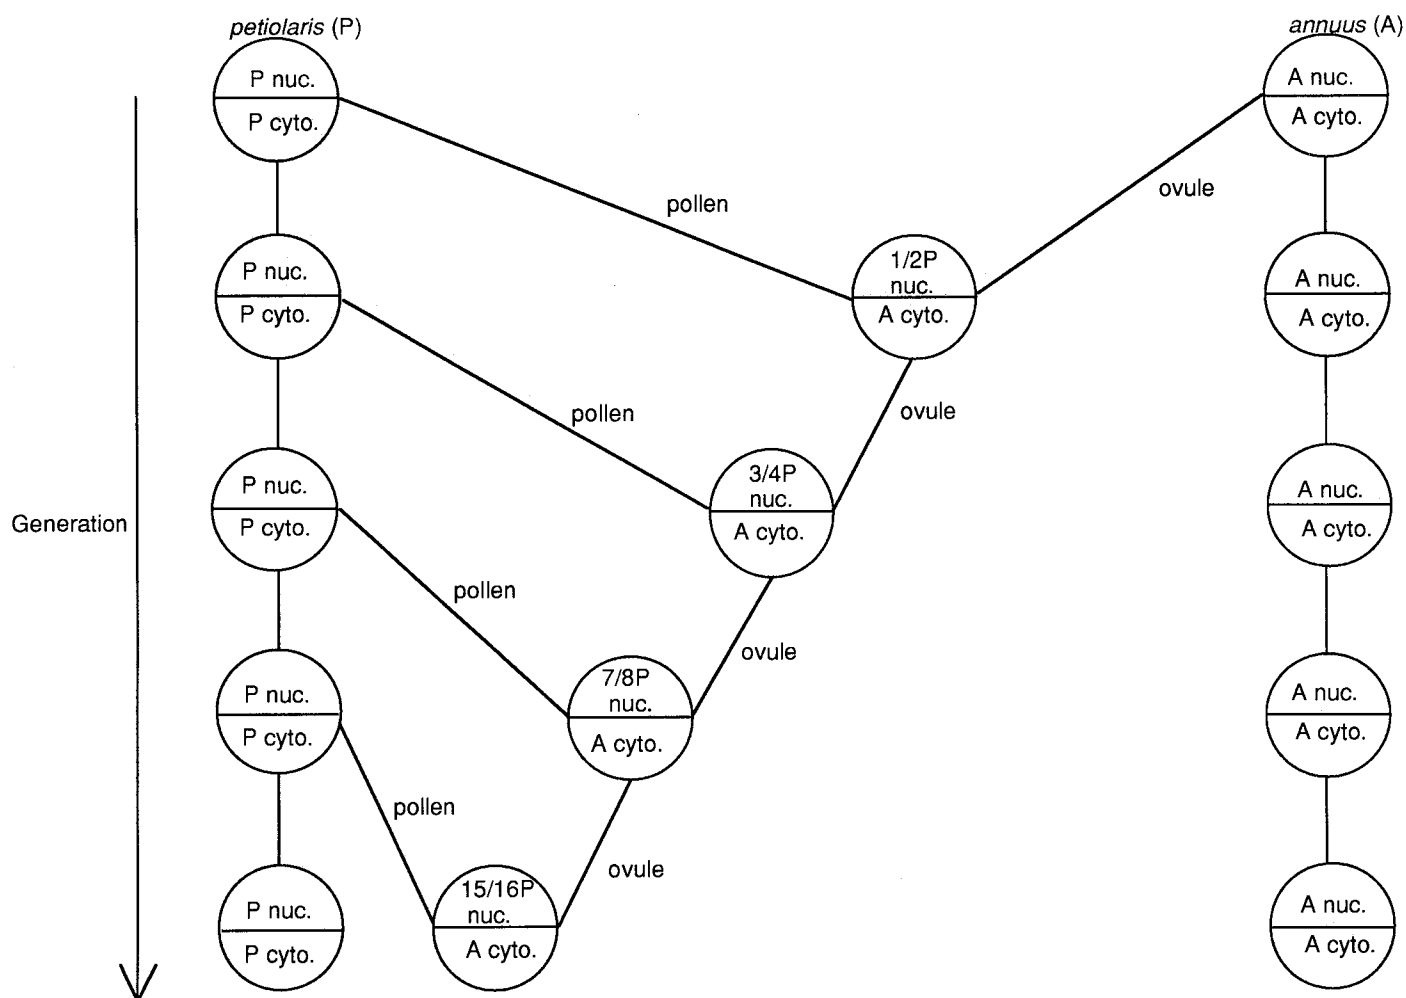 petiolaris (P)
annuus (A)
P nuc.
P cyto.
A nuc.
A cyto.
pollen
ovule
P nuc.
P cyto.
1/2P
nuc.
A cyto.
A nuc.
A cyto.
pollen
ovule
P nuc.
P cyto.
3/4P
nuc.
A cyto.
A nuc.
A cyto.
Generation
pollen
ovule
P nuc.
P cyto.
7/8P
nuc.
A cyto.
A nuc.
A cyto.
pollen
ovule
P nuc.
P cyto.
15/16P
nuc.
A cyto.
A nuc.
A cyto.